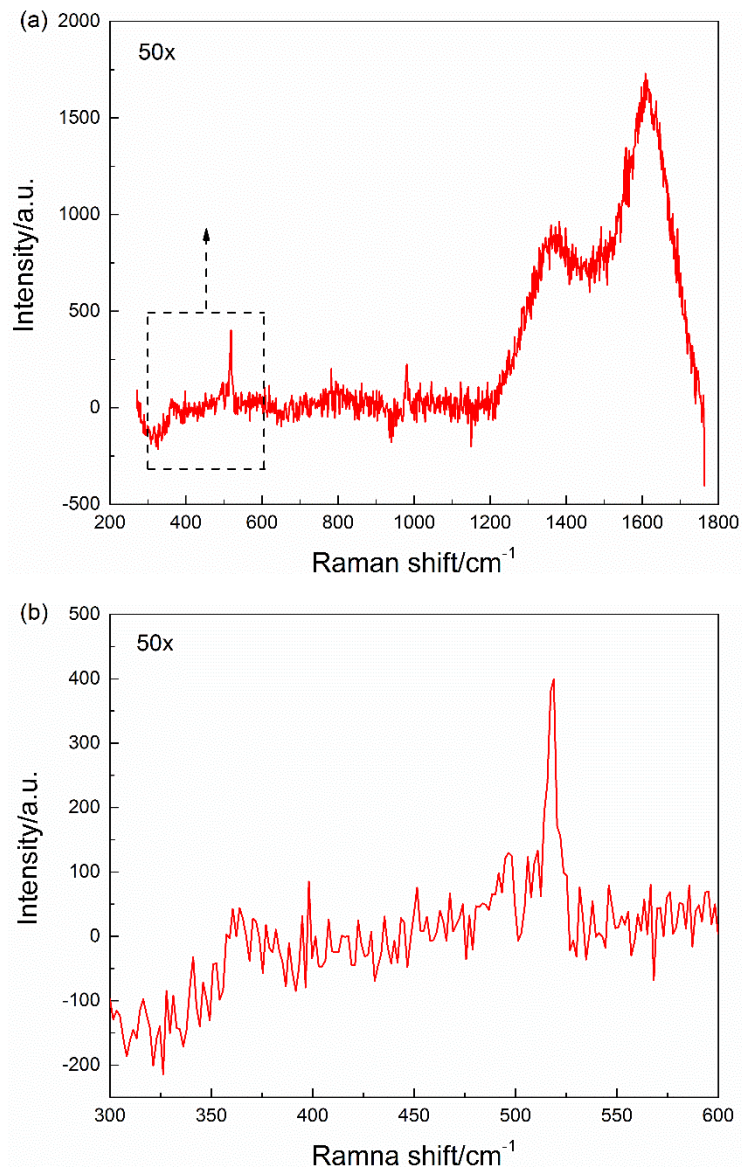 (a)
50x
2000
1500
1000
500
0
-500
Intensity/a.u.
200 400 600 800 1000 1200 1400 1600 1800
Raman shift/cm⁻¹
(b)
50x
500
400
300
200
100
0
-100
-200
Intensity/a.u.
300 350 400 450 500 550 600
Ramna shift/cm⁻¹